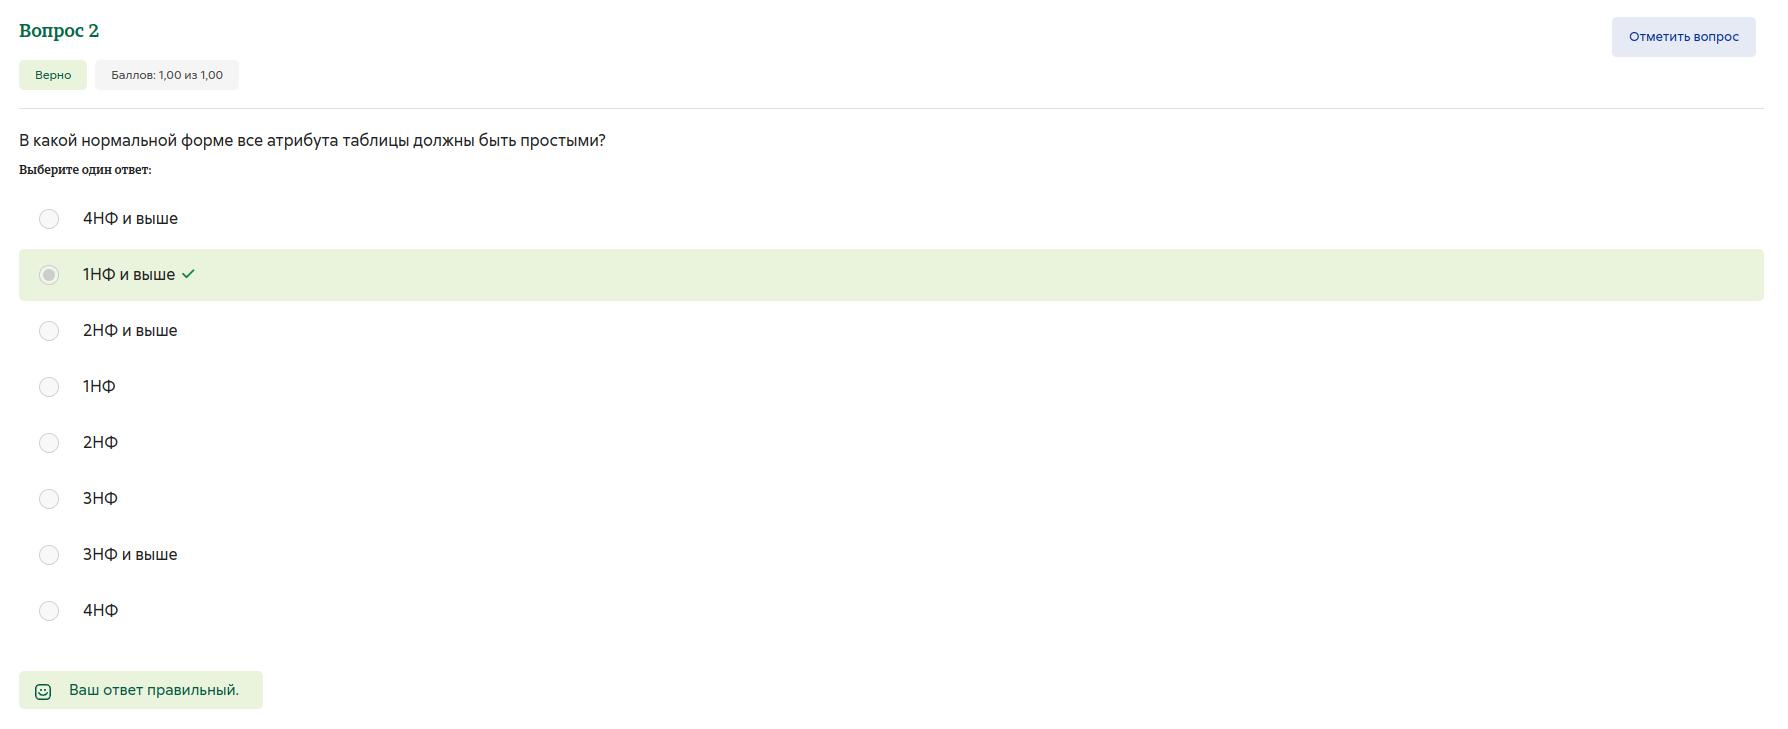 Вопрос 2
Отметить вопрос
Верно
Баллов: 1,00 из 1,00
В какой нормальной форме все атрибута таблицы должны быть простыми?
Выберите один ответ:
4НФ и выше
1НФ и выше
2НФ и выше
1НФ
2НФ
3НФ
3НФ и выше
4НФ
Ваш ответ правильный.